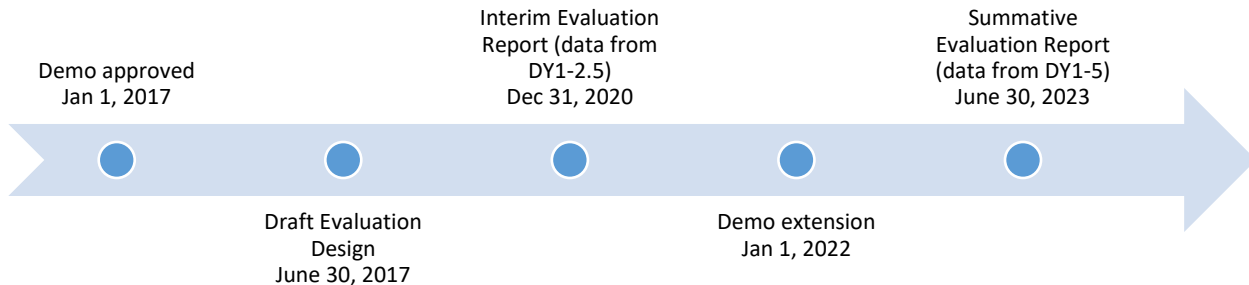 Demo approved
Jan 1, 2017
Draft Evaluation
Design
June 30, 2017
Interim Evaluation
Report (data from
DY1-2.5)
Dec 31, 2020
Demo extension
Jan 1, 2022
Summative
Evaluation Report
(data from DY1-5)
June 30, 2023